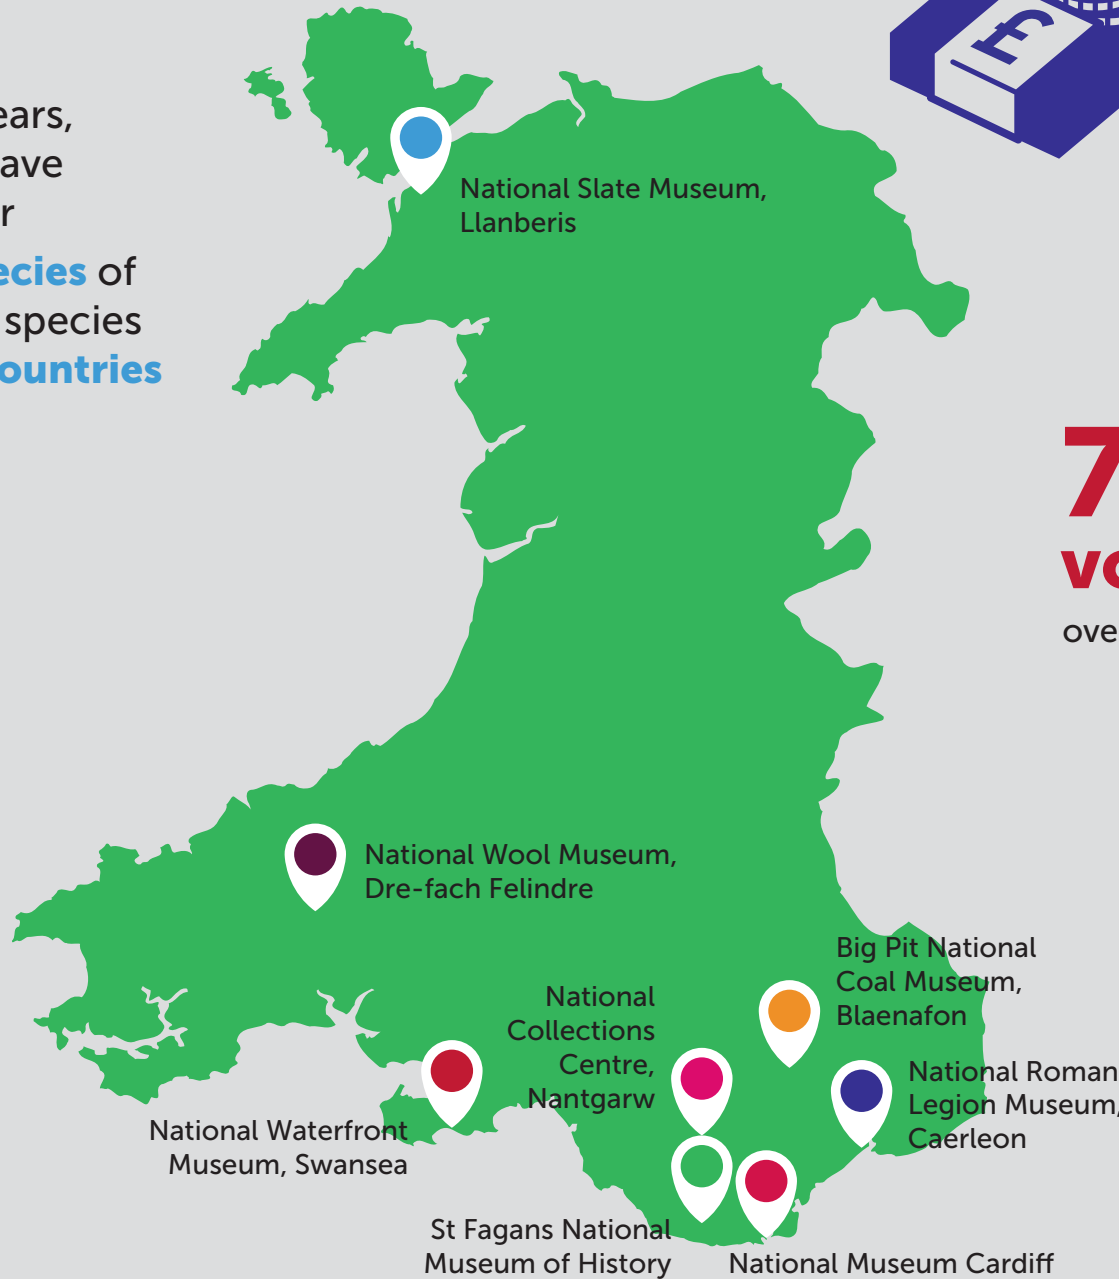 £
ears,
ave
r
ecies of
species
ountries
National Slate Museum,
Llanberis
7
vo
ove
National Wool Museum,
Dre-fach Felindre
Big Pit National
Coal Museum,
Blaenafon
National
Collections
Centre,
Nantgarw
National Roman
Legion Museum,
Caerleon
National Waterfront
Museum, Swansea
St Fagans National
Museum of History
National Museum Cardiff